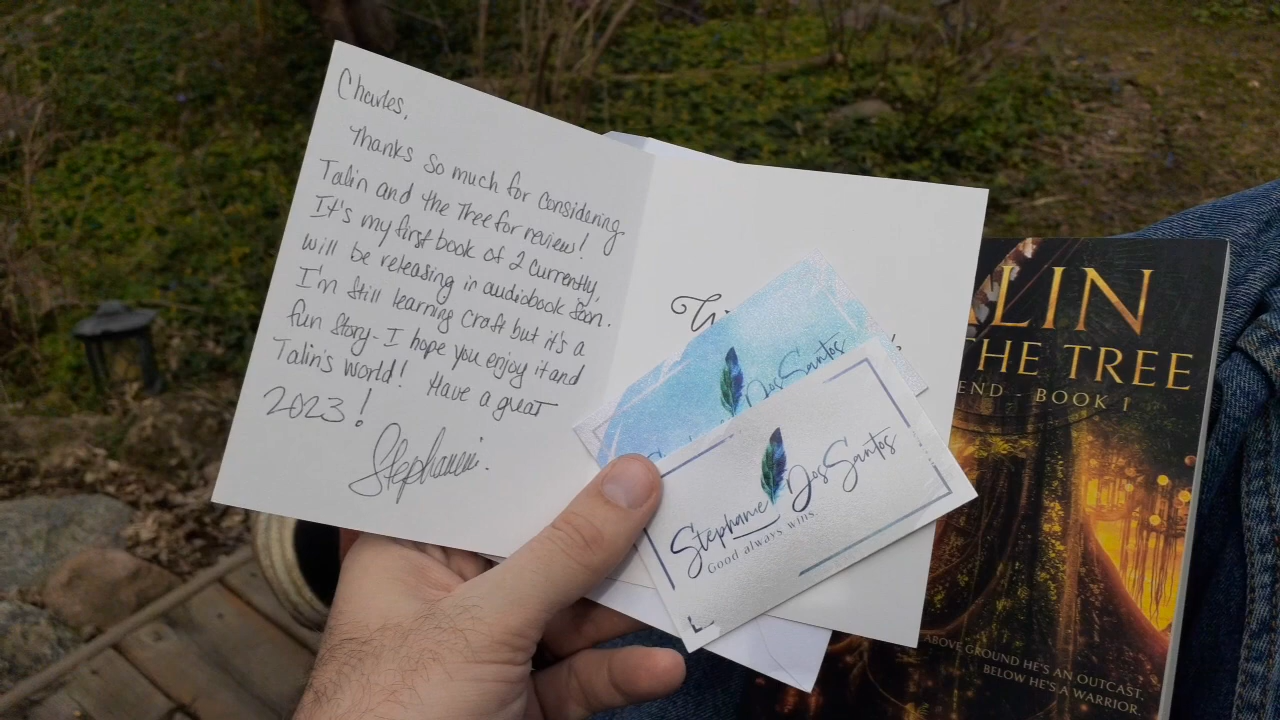 Charles,
Thanks so much for considering
Talin and the Tree for review!
It's my first book of 2 currently,
will be releasing in audiobook soon.
I'm still learning craft but it's a
fun story - I hope you enjoy it and
Talin's world! Have a great
2023!
Stephanie.
DosSantos
Stephanie DosSantos
Good always wins.
ALIN
THE TREE
END - BOOK I
ABOVE GROUND HE'S AN OUTCAST.
BELOW HE'S A WARRIOR.